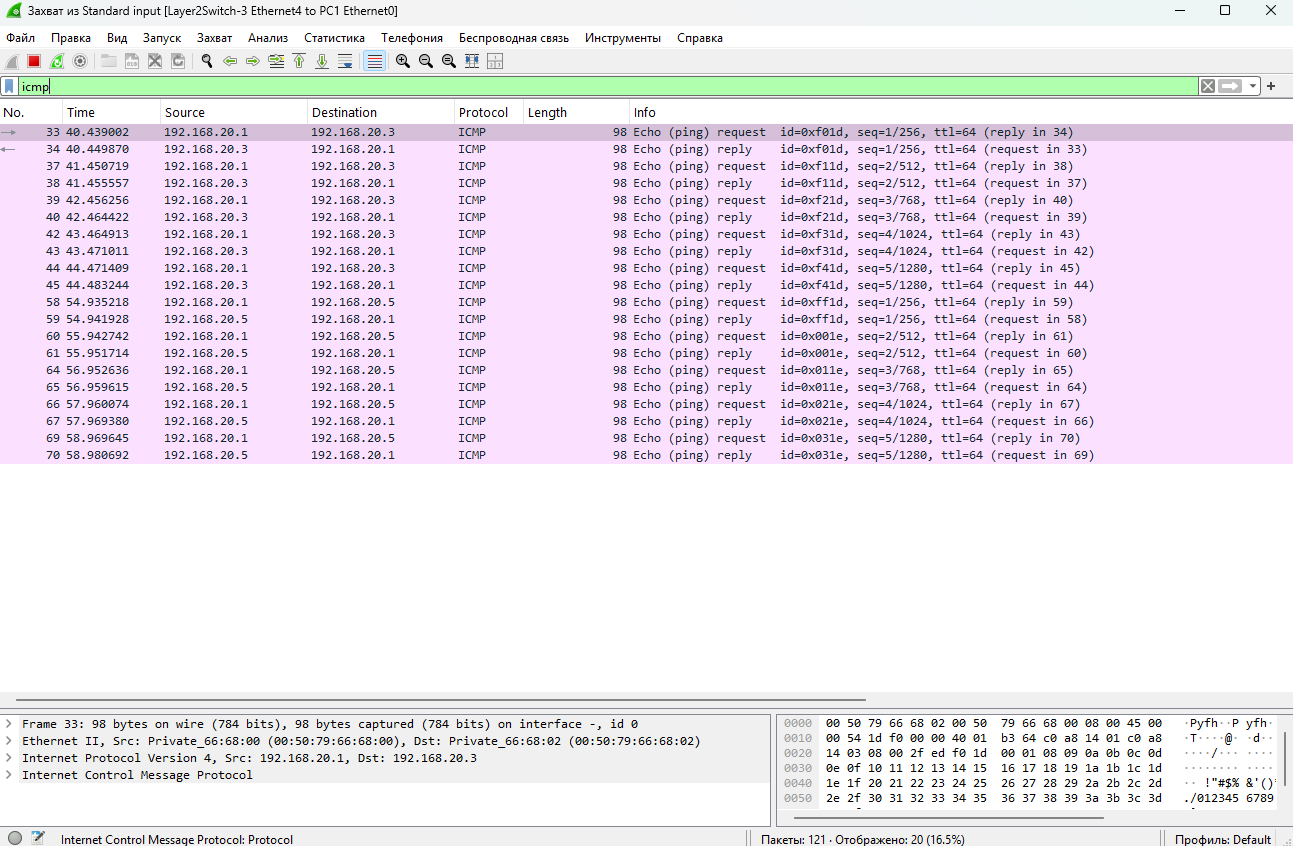 Захват из Standard input [Layer2Switch-3 Ethernet4 to PC1 Ethernet0]
Файл Правка Вид Запуск Захват Анализ Статистика Телефония Беспроводная связь Инструменты Справка
icmp
No. Time Source Destination Protocol Length Info
33 40.439002 192.168.20.1 192.168.20.3 ICMP 98 Echo (ping) request id=0xf01d, seq=1/256, ttl=64 (reply in 34)
34 40.449870 192.168.20.3 192.168.20.1 ICMP 98 Echo (ping) reply id=0xf01d, seq=1/256, ttl=64 (request in 33)
37 41.450719 192.168.20.1 192.168.20.3 ICMP 98 Echo (ping) request id=0xf11d, seq=2/512, ttl=64 (reply in 38)
38 41.455557 192.168.20.3 192.168.20.1 ICMP 98 Echo (ping) reply id=0xf11d, seq=2/512, ttl=64 (request in 37)
39 42.456256 192.168.20.1 192.168.20.3 ICMP 98 Echo (ping) request id=0xf21d, seq=3/768, ttl=64 (reply in 40)
40 42.464422 192.168.20.3 192.168.20.1 ICMP 98 Echo (ping) reply id=0xf21d, seq=3/768, ttl=64 (request in 39)
42 43.464913 192.168.20.1 192.168.20.3 ICMP 98 Echo (ping) request id=0xf31d, seq=4/1024, ttl=64 (reply in 43)
43 43.471011 192.168.20.3 192.168.20.1 ICMP 98 Echo (ping) reply id=0xf31d, seq=4/1024, ttl=64 (request in 42)
44 44.471409 192.168.20.1 192.168.20.3 ICMP 98 Echo (ping) request id=0xf41d, seq=5/1280, ttl=64 (reply in 45)
45 44.483244 192.168.20.3 192.168.20.1 ICMP 98 Echo (ping) reply id=0xf41d, seq=5/1280, ttl=64 (request in 44)
58 54.935218 192.168.20.1 192.168.20.5 ICMP 98 Echo (ping) request id=0xff1d, seq=1/256, ttl=64 (reply in 59)
59 54.941928 192.168.20.5 192.168.20.1 ICMP 98 Echo (ping) reply id=0xff1d, seq=1/256, ttl=64 (request in 58)
60 55.942742 192.168.20.1 192.168.20.5 ICMP 98 Echo (ping) request id=0x001e, seq=2/512, ttl=64 (reply in 61)
61 55.951714 192.168.20.5 192.168.20.1 ICMP 98 Echo (ping) reply id=0x001e, seq=2/512, ttl=64 (request in 60)
64 56.952636 192.168.20.1 192.168.20.5 ICMP 98 Echo (ping) request id=0x011e, seq=3/768, ttl=64 (reply in 65)
65 56.959615 192.168.20.5 192.168.20.1 ICMP 98 Echo (ping) reply id=0x011e, seq=3/768, ttl=64 (request in 64)
66 57.960074 192.168.20.1 192.168.20.5 ICMP 98 Echo (ping) request id=0x021e, seq=4/1024, ttl=64 (reply in 67)
67 57.969380 192.168.20.5 192.168.20.1 ICMP 98 Echo (ping) reply id=0x021e, seq=4/1024, ttl=64 (request in 66)
69 58.969645 192.168.20.1 192.168.20.5 ICMP 98 Echo (ping) request id=0x031e, seq=5/1280, ttl=64 (reply in 70)
70 58.980692 192.168.20.5 192.168.20.1 ICMP 98 Echo (ping) reply id=0x031e, seq=5/1280, ttl=64 (request in 69)
Frame 33: 98 bytes on wire (784 bits), 98 bytes captured (784 bits) on interface -, id 0
Ethernet II, Src: Private_66:68:00 (00:50:79:66:68:00), Dst: Private_66:68:02 (00:50:79:66:68:02)
Internet Protocol Version 4, Src: 192.168.20.1, Dst: 192.168.20.3
Internet Control Message Protocol
0000 00 50 79 66 68 02 00 50 79 66 68 00 08 00 45 00 ·Pyfh··P yfh·
0010 00 54 1d f0 00 00 40 01 b3 64 c0 a8 14 01 c0 a8 ·T····@· ·d··
0020 14 03 08 00 2f ed f0 1d 00 01 08 09 0a 0b 0c 0d ····/··· ····
0030 0e 0f 10 11 12 13 14 15 16 17 18 19 1a 1b 1c 1d ········ ····
0040 1e 1f 20 21 22 23 24 25 26 27 28 29 2a 2b 2c 2d ·· !"#$% &'()*
0050 2e 2f 30 31 32 33 34 35 36 37 38 39 3a 3b 3c 3d ./012345 6789
Internet Control Message Protocol: Protocol
Пакеты: 121 · Отображено: 20 (16.5%)
Профиль: Default